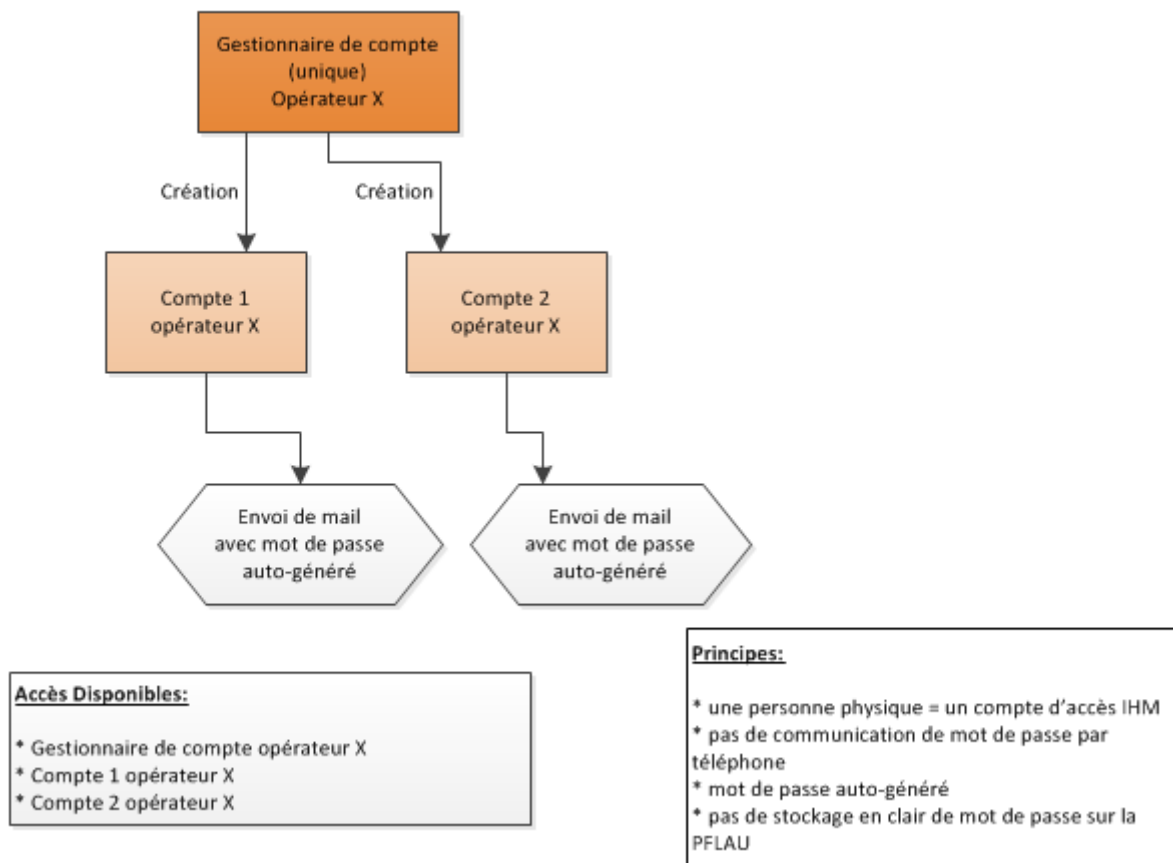 Gestionnaire de compte
(unique)
Opérateur X
Création
Création
Compte 1
opérateur X
Compte 2
opérateur X
Envoi de mail
avec mot de passe
auto-généré
Envoi de mail
avec mot de passe
auto-généré
Accès Disponibles:
* Gestionnaire de compte opérateur X
* Compte 1 opérateur X
* Compte 2 opérateur X
Principes:
* une personne physique = un compte d'accès IHM
* pas de communication de mot de passe par
téléphone
* mot de passe auto-généré
* pas de stockage en clair de mot de passe sur la
PFLAU